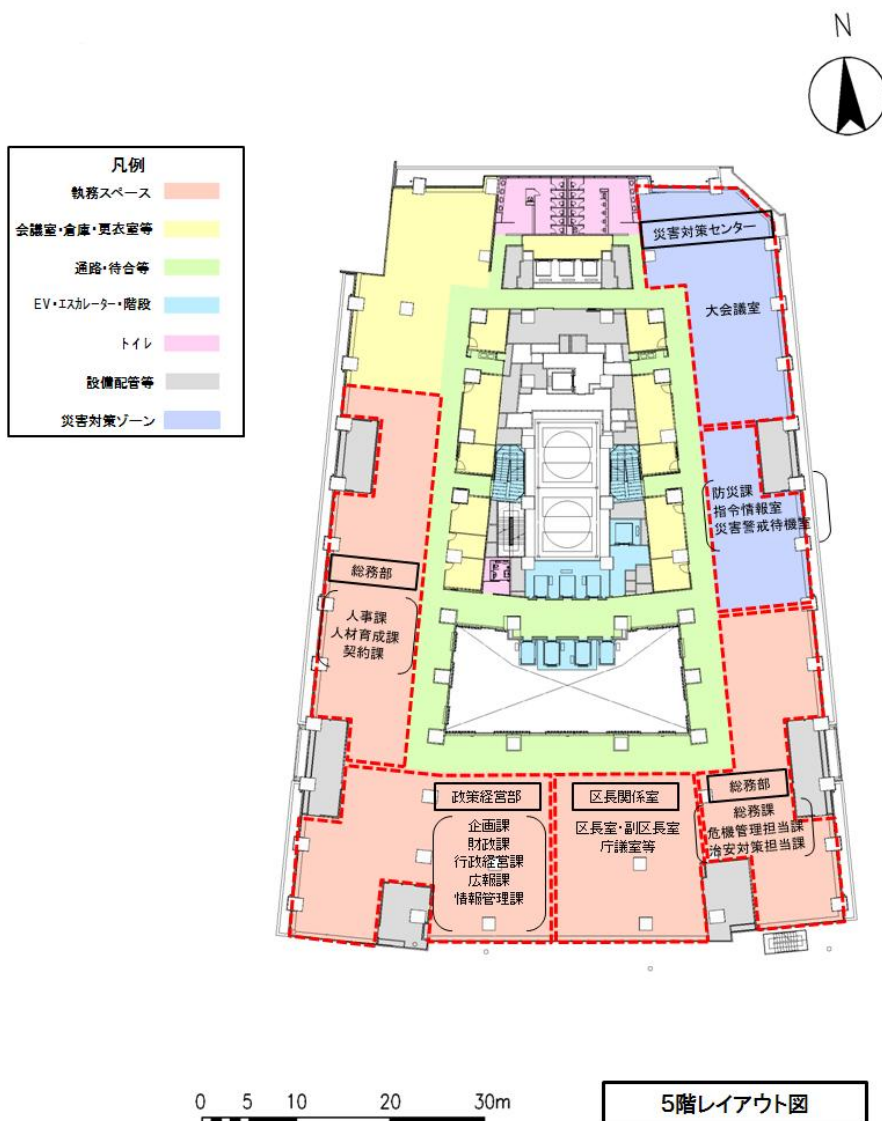 N
凡例
執務スペース
会議室・倉庫・更衣室等
通路・待合等
EV・エスカレーター・階段
トイレ
設備配管等
災害対策ゾーン
災害対策センター
大会議室
防災課
指令情報室
災害警戒待機室
総務部
人事課
人材育成課
契約課
政策経営部
企画課
財政課
行政経営課
広報課
情報管理課
区長関係室
区長室・副区長室
庁議室等
総務部
総務課
危機管理担当課
治安対策担当課
0 5 10 20 30m
5階レイアウト図